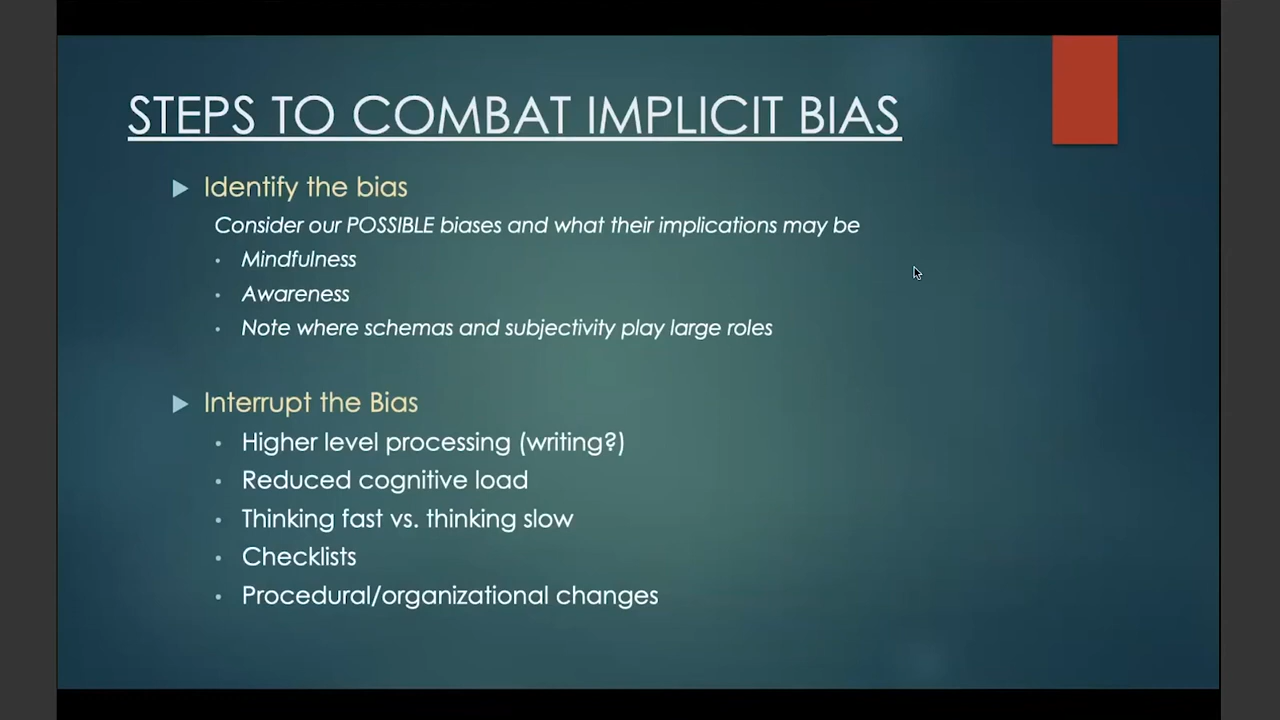 STEPS TO COMBAT IMPLICIT BIAS
Identify the bias
Consider our POSSIBLE biases and what their implications may be
Mindfulness
Awareness
Note where schemas and subjectivity play large roles
Interrupt the Bias
Higher level processing (writing?)
Reduced cognitive load
Thinking fast vs. thinking slow
Checklists
Procedural/organizational changes